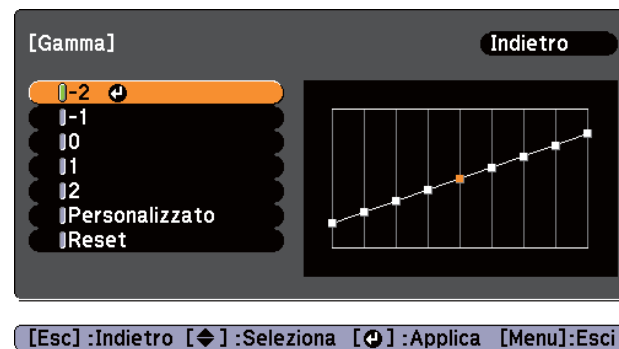 [Gamma] Indietro
-2
-1
0
1
2
Personalizzato
Reset
[Esc] :Indietro [ ] :Seleziona [ ] :Applica [Menu]:Esci